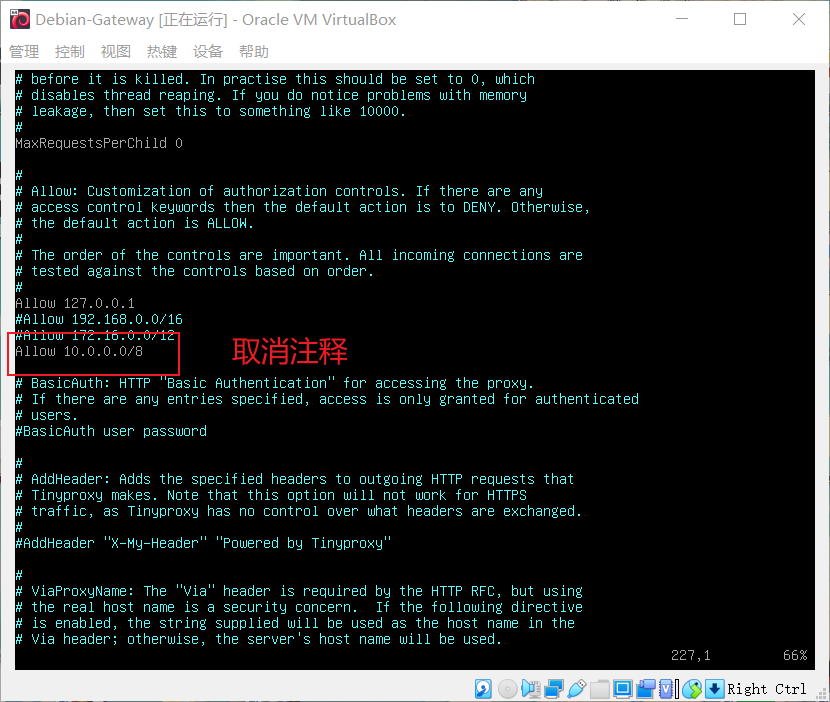 Debian-Gateway [正在运行] - Oracle VM VirtualBox
管理 控制 视图 热键 设备 帮助
# before it is killed. In practise this should be set to 0, which
# disables thread reaping. If you do notice problems with memory
# leakage, then set this to something like 10000.
#
MaxRequestsPerChild 0
#
# Allow: Customization of authorization controls. If there are any
# access control keywords then the default action is to DENY. Otherwise,
# the default action is ALLOW.
#
# The order of the controls are important. All incoming connections are
# tested against the controls based on order.
#
Allow 127.0.0.1
#Allow 192.168.0.0/16
#Allow 172.16.0.0/12
Allow 10.0.0.0/8
取消注释
# BasicAuth: HTTP "Basic Authentication" for accessing the proxy.
# If there are any entries specified, access is only granted for authenticated
# users.
#BasicAuth user password
#
# AddHeader: Adds the specified headers to outgoing HTTP requests that
# Tinyproxy makes. Note that this option will not work for HTTPS
# traffic, as Tinyproxy has no control over what headers are exchanged.
#
#AddHeader "X-My-Header" "Powered by Tinyproxy"
#
# ViaProxyName: The "Via" header is required by the HTTP RFC, but using
# the real host name is a security concern.  If the following directive
# is enabled, the string supplied will be used as the host name in the
# Via header; otherwise, the server's host name will be used.
227,1 66%
Right Ctrl